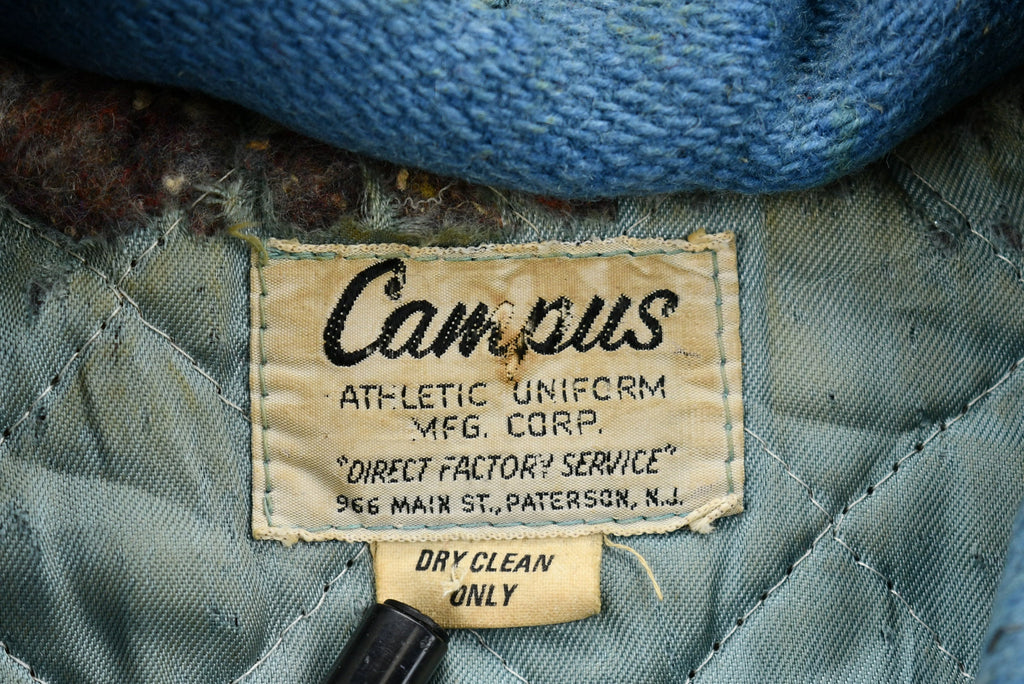 Campus
ATHLETIC UNIFORM
MFG. CORP.
"DIRECT FACTORY SERVICE"
966 MAIN ST., PATERSON, N.J.
DRY CLEAN
ONLY